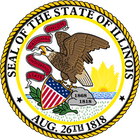 SEAL OF THE STATE OF ILLINOIS
1868
1818
AUG. 26TH 1818